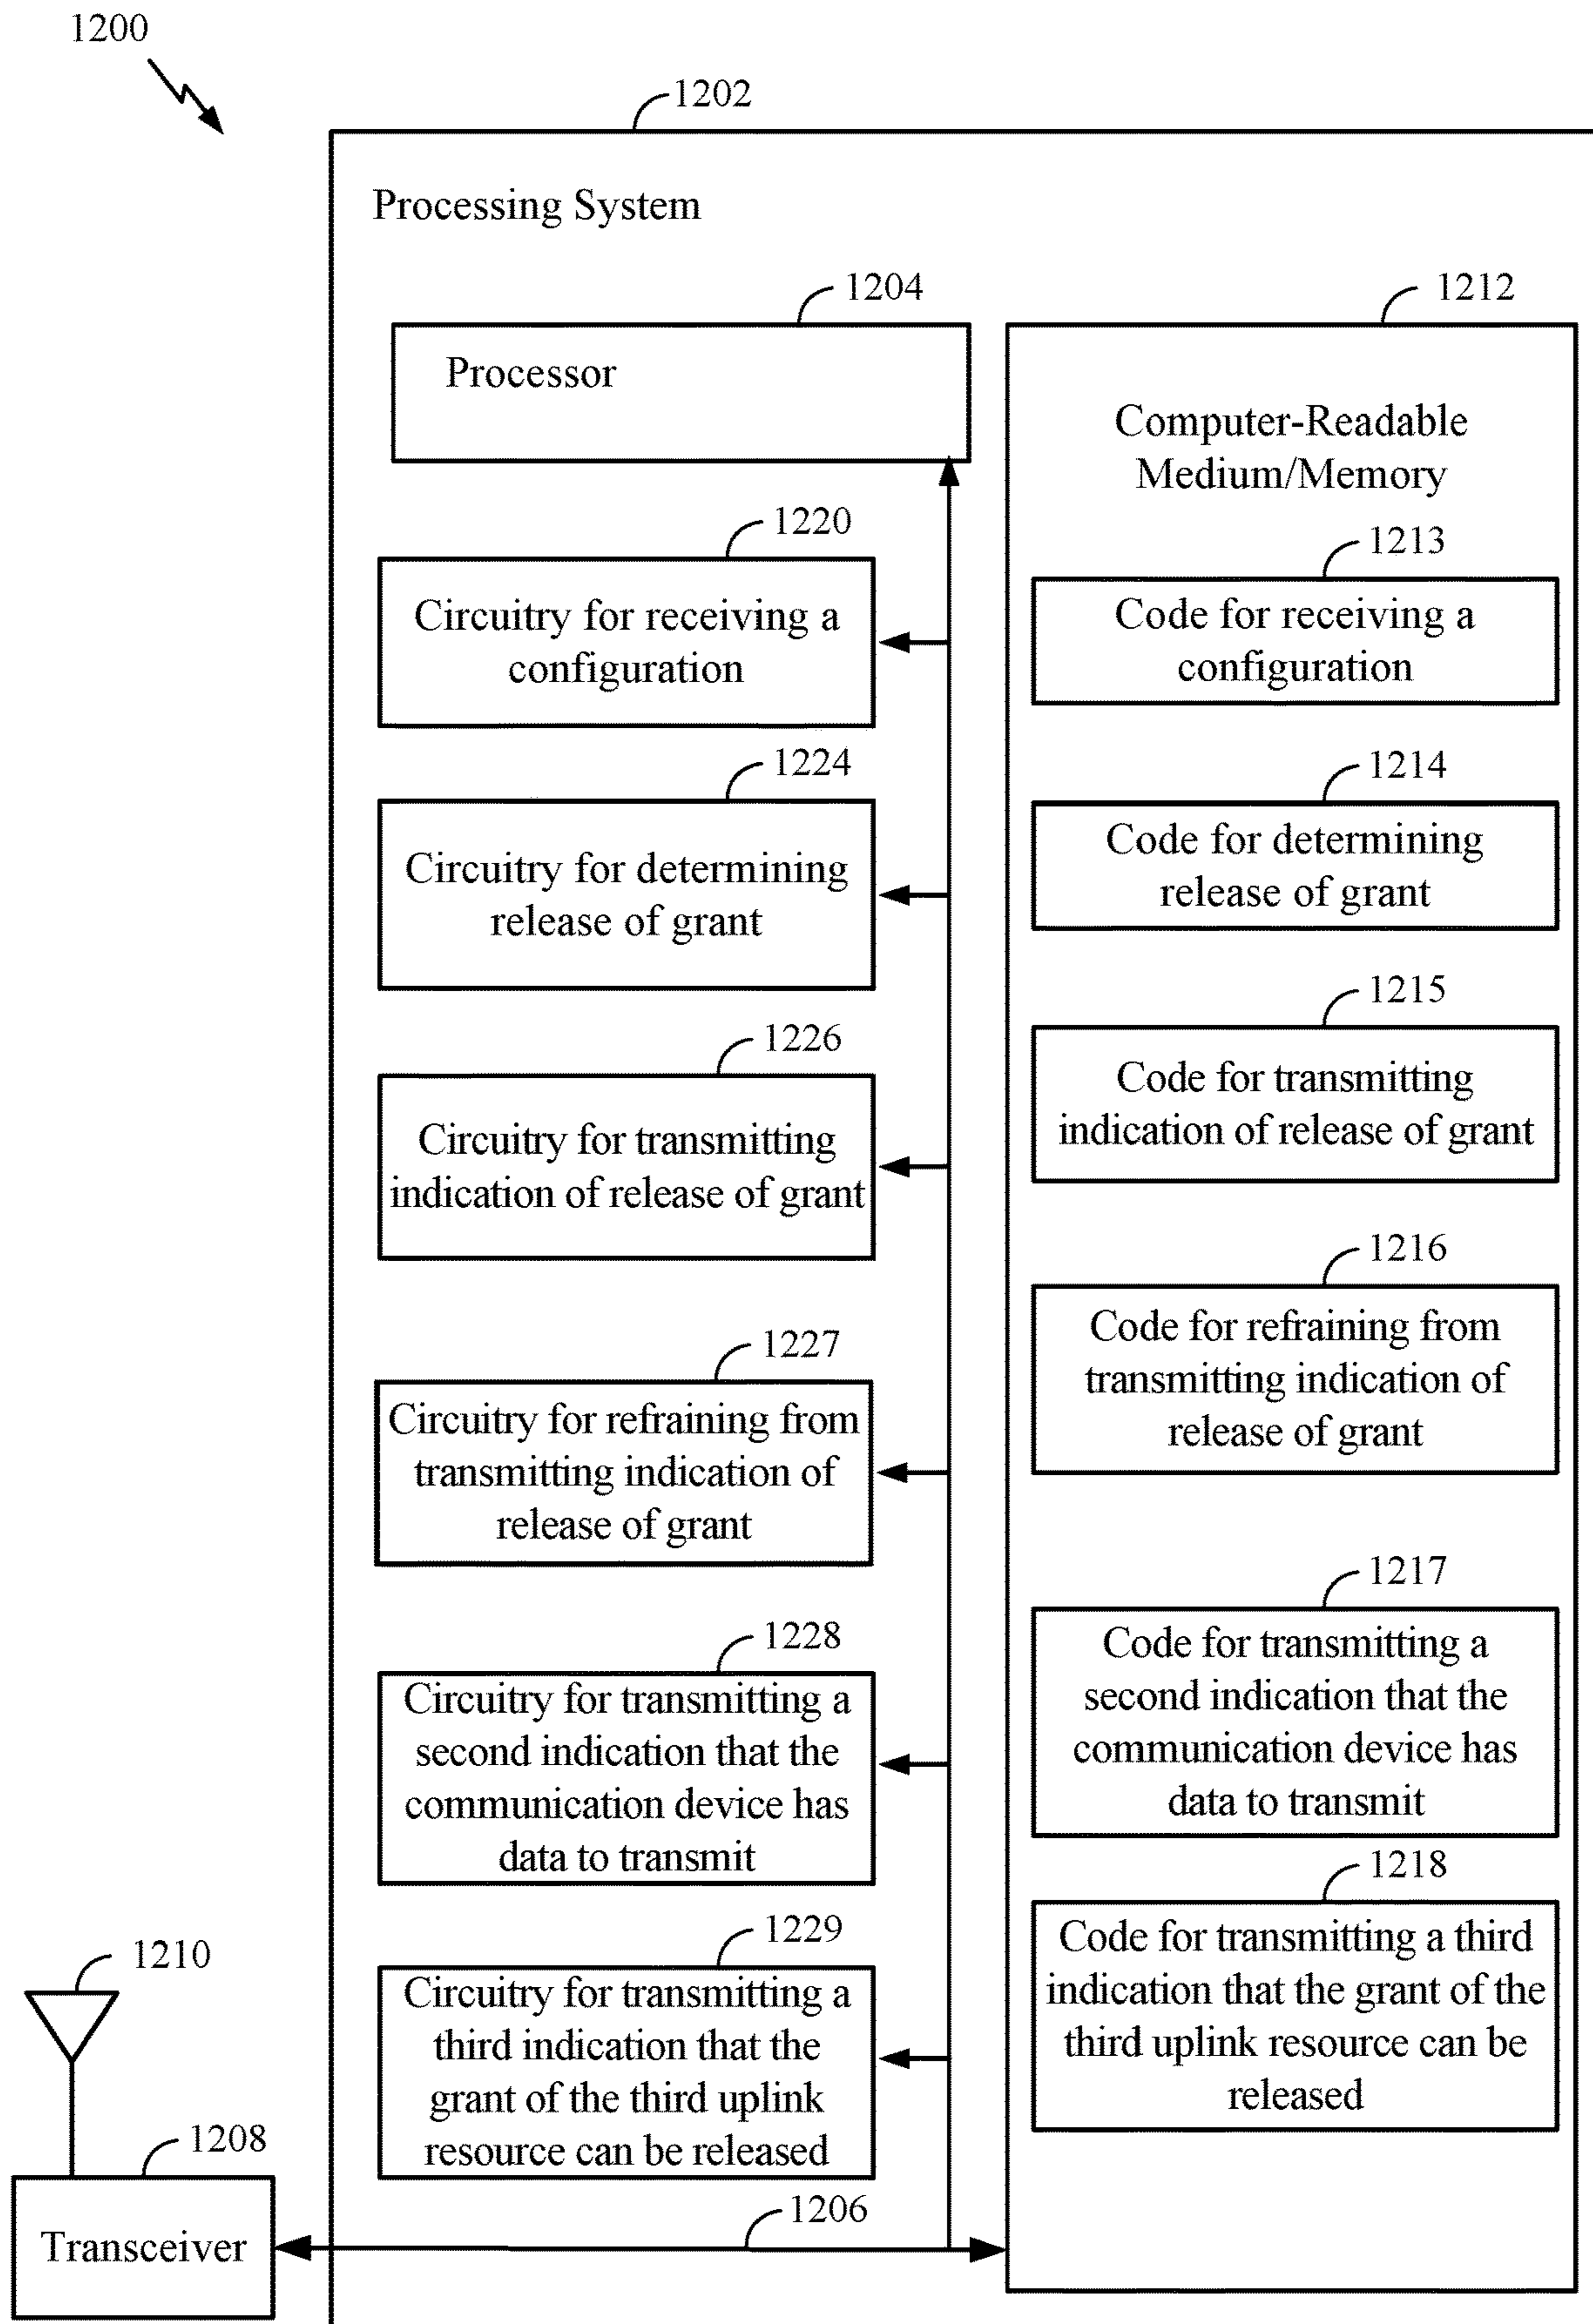 1200
1202
Processing System
1204
Processor
1220
Circuitry for receiving a
configuration
1224
Circuitry for determining
release of grant
1226
Circuitry for transmitting
indication of release of grant
1227
Circuitry for refraining from
transmitting indication of
release of grant
1228
Circuitry for transmitting a
second indication that the
communication device has
data to transmit
1229
Circuitry for transmitting a
third indication that the
grant of the third uplink
resource can be released
1212
Computer-Readable
Medium/Memory
1213
Code for receiving a
configuration
1214
Code for determining
release of grant
1215
Code for transmitting
indication of release of grant
1216
Code for refraining from
transmitting indication of
release of grant
1217
Code for transmitting a
second indication that the
communication device has
data to transmit
1218
Code for transmitting a third
indication that the grant of the
third uplink resource can be
released
1210
1208
Transceiver
1206